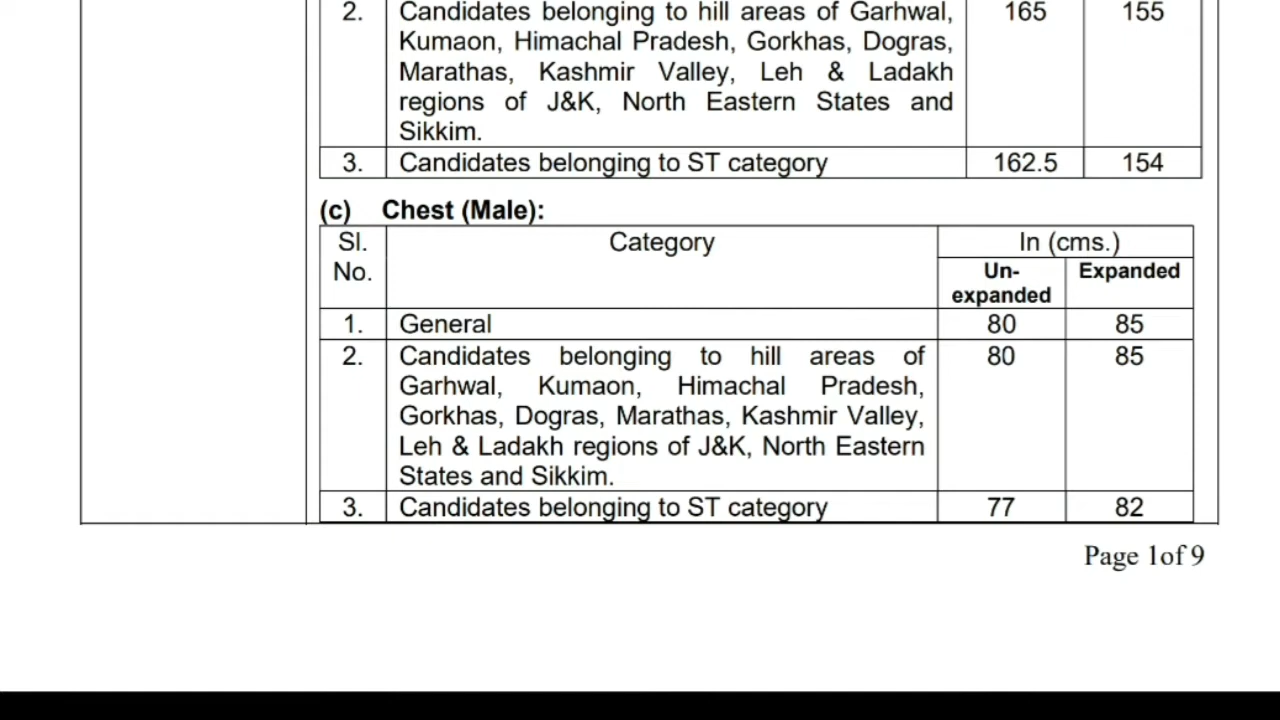 2. Candidates belonging to hill areas of Garhwal, 165 155
Kumaon, Himachal Pradesh, Gorkhas, Dogras,
Marathas, Kashmir Valley, Leh & Ladakh
regions of J&K, North Eastern States and
Sikkim.
3. Candidates belonging to ST category 162.5 154
(c) Chest (Male):
Sl. Category In (cms.)
No. Un- Expanded
expanded
1. General 80 85
2. Candidates belonging to hill areas of 80 85
Garhwal, Kumaon, Himachal Pradesh,
Gorkhas, Dogras, Marathas, Kashmir Valley,
Leh & Ladakh regions of J&K, North Eastern
States and Sikkim.
3. Candidates belonging to ST category 77 82
Page 1of 9